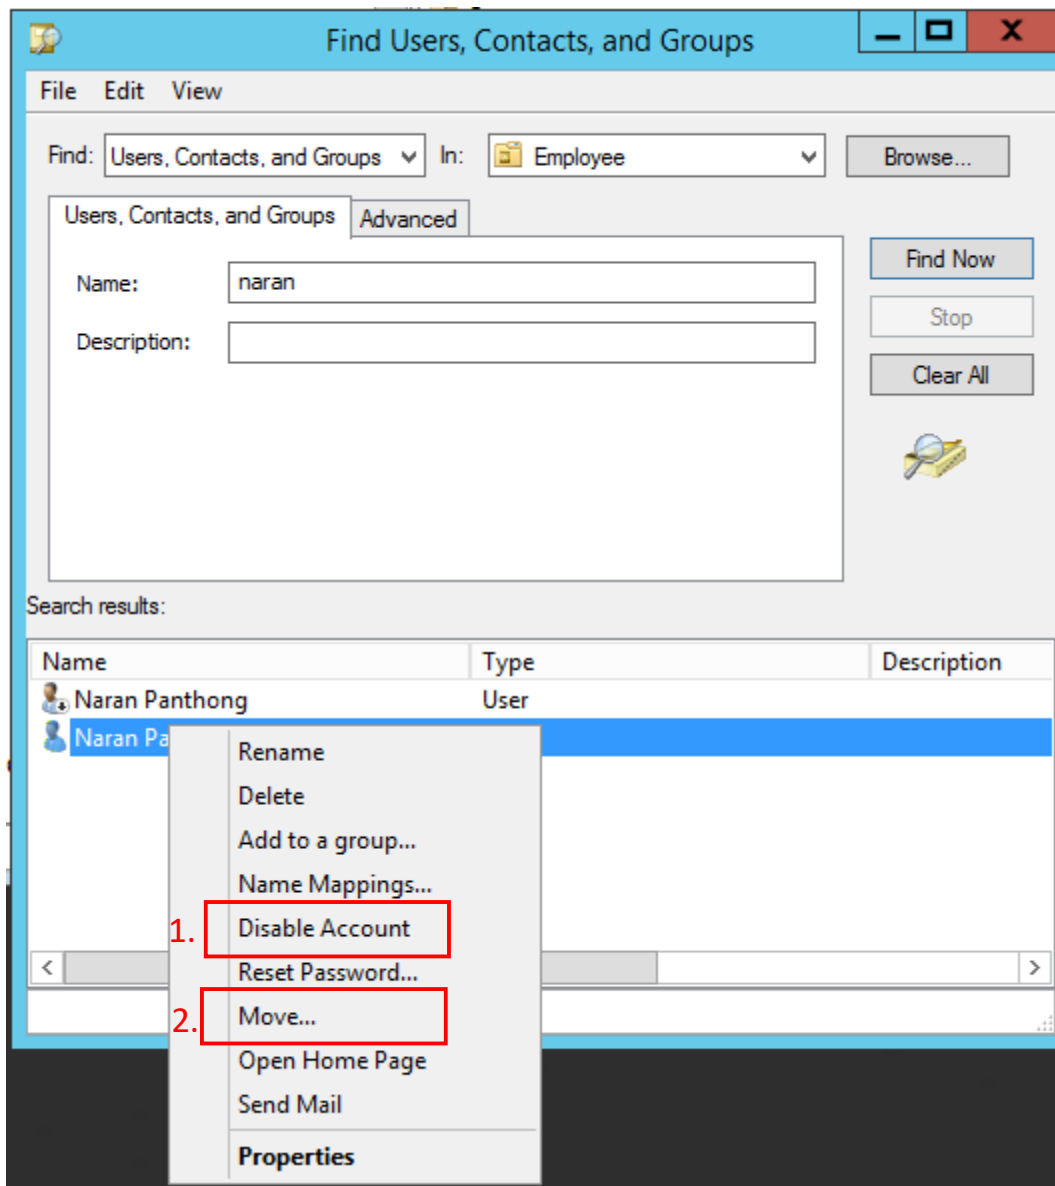 Find Users, Contacts, and Groups
File Edit View
Find: Users, Contacts, and Groups In: Employee Browse...
Users, Contacts, and Groups Advanced
Find Now
Name: naran
Stop
Description:
Clear All
Search results:
Name Type Description
Naran Panthong User
Naran Pa
Rename
Delete
Add to a group...
Name Mappings...
1. Disable Account
Reset Password...
2. Move...
Open Home Page
Send Mail
Properties